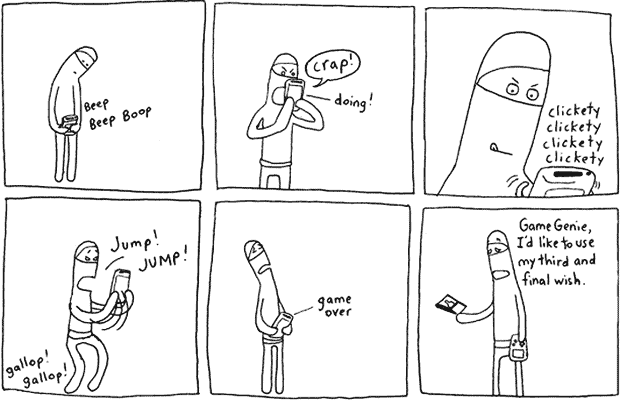 Beep
Beep Boop
crap!
doing!
clickety
clickety
clickety
clickety
Jump!
JUMP!
gallop!
gallop!
game
over
Game Genie,
I'd like to use
my third and
final wish.